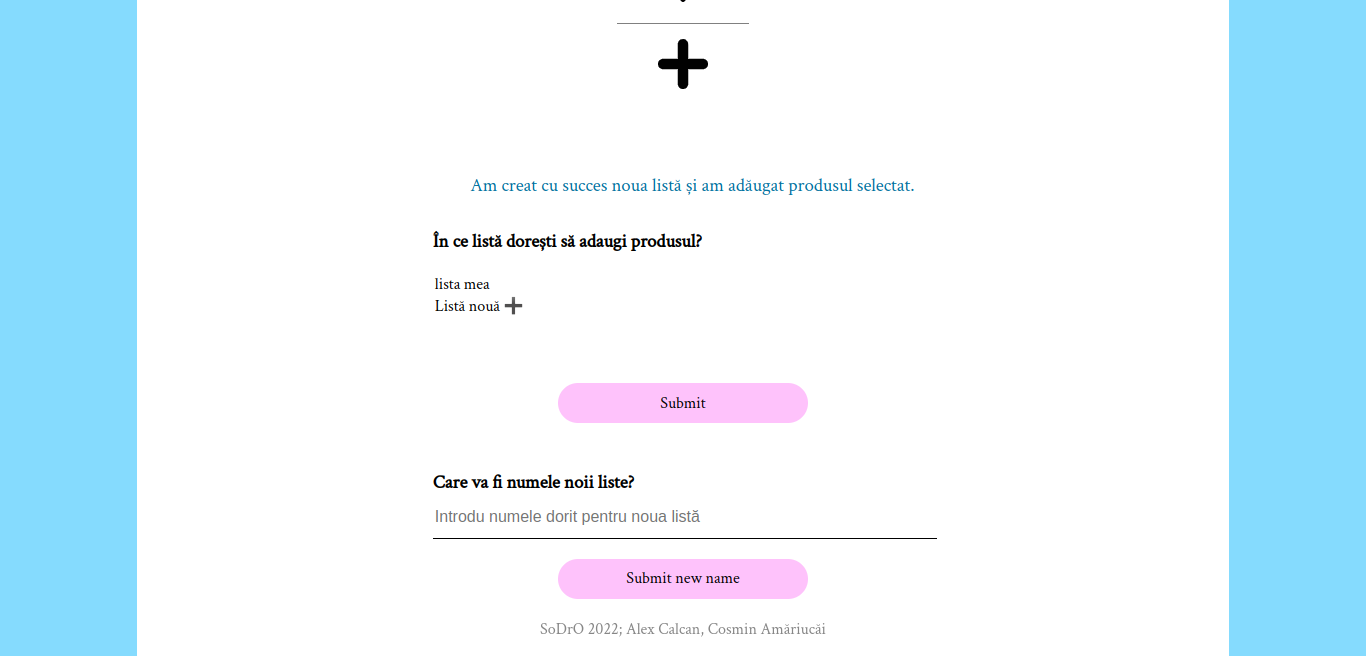 Am creat cu succes noua listă și am adăugat produsul selectat.
În ce listă dorești să adaugi produsul?
lista mea
Listă nouă ➕
Submit
Care va fi numele noii liste?
Introdu numele dorit pentru noua listă
Submit new name
SoDrO 2022; Alex Calcan, Cosmin Amăriucăi